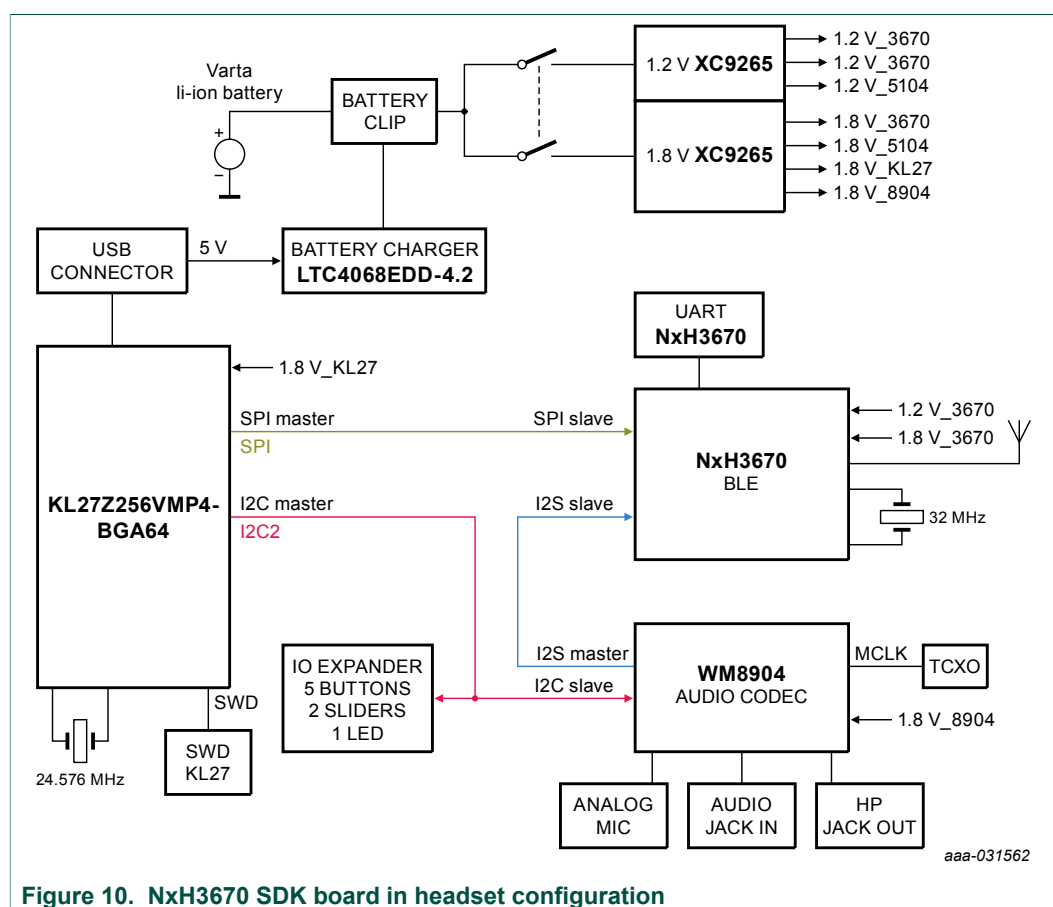 Varta
li-ion battery
+
−
BATTERY
CLIP
1.2 V XC9265
1.2 V_3670
1.2 V_3670
1.2 V_5104
1.8 V XC9265
1.8 V_3670
1.8 V_5104
1.8 V_KL27
1.8 V_8904
USB
CONNECTOR
5 V
BATTERY CHARGER
LTC4068EDD-4.2
UART
NxH3670
KL27Z256VMP4-
BGA64
1.8 V_KL27
SPI master
SPI
SPI slave
I2C master
I2C2
I2S slave
NxH3670
BLE
1.2 V_3670
1.8 V_3670
32 MHz
IO EXPANDER
5 BUTTONS
2 SLIDERS
1 LED
I2S master
I2C slave
WM8904
AUDIO CODEC
MCLK
TCXO
1.8 V_8904
SWD
SWD
KL27
24.576 MHz
ANALOG
MIC
AUDIO
JACK IN
HP
JACK OUT
aaa-031562
Figure 10. NxH3670 SDK board in headset configuration